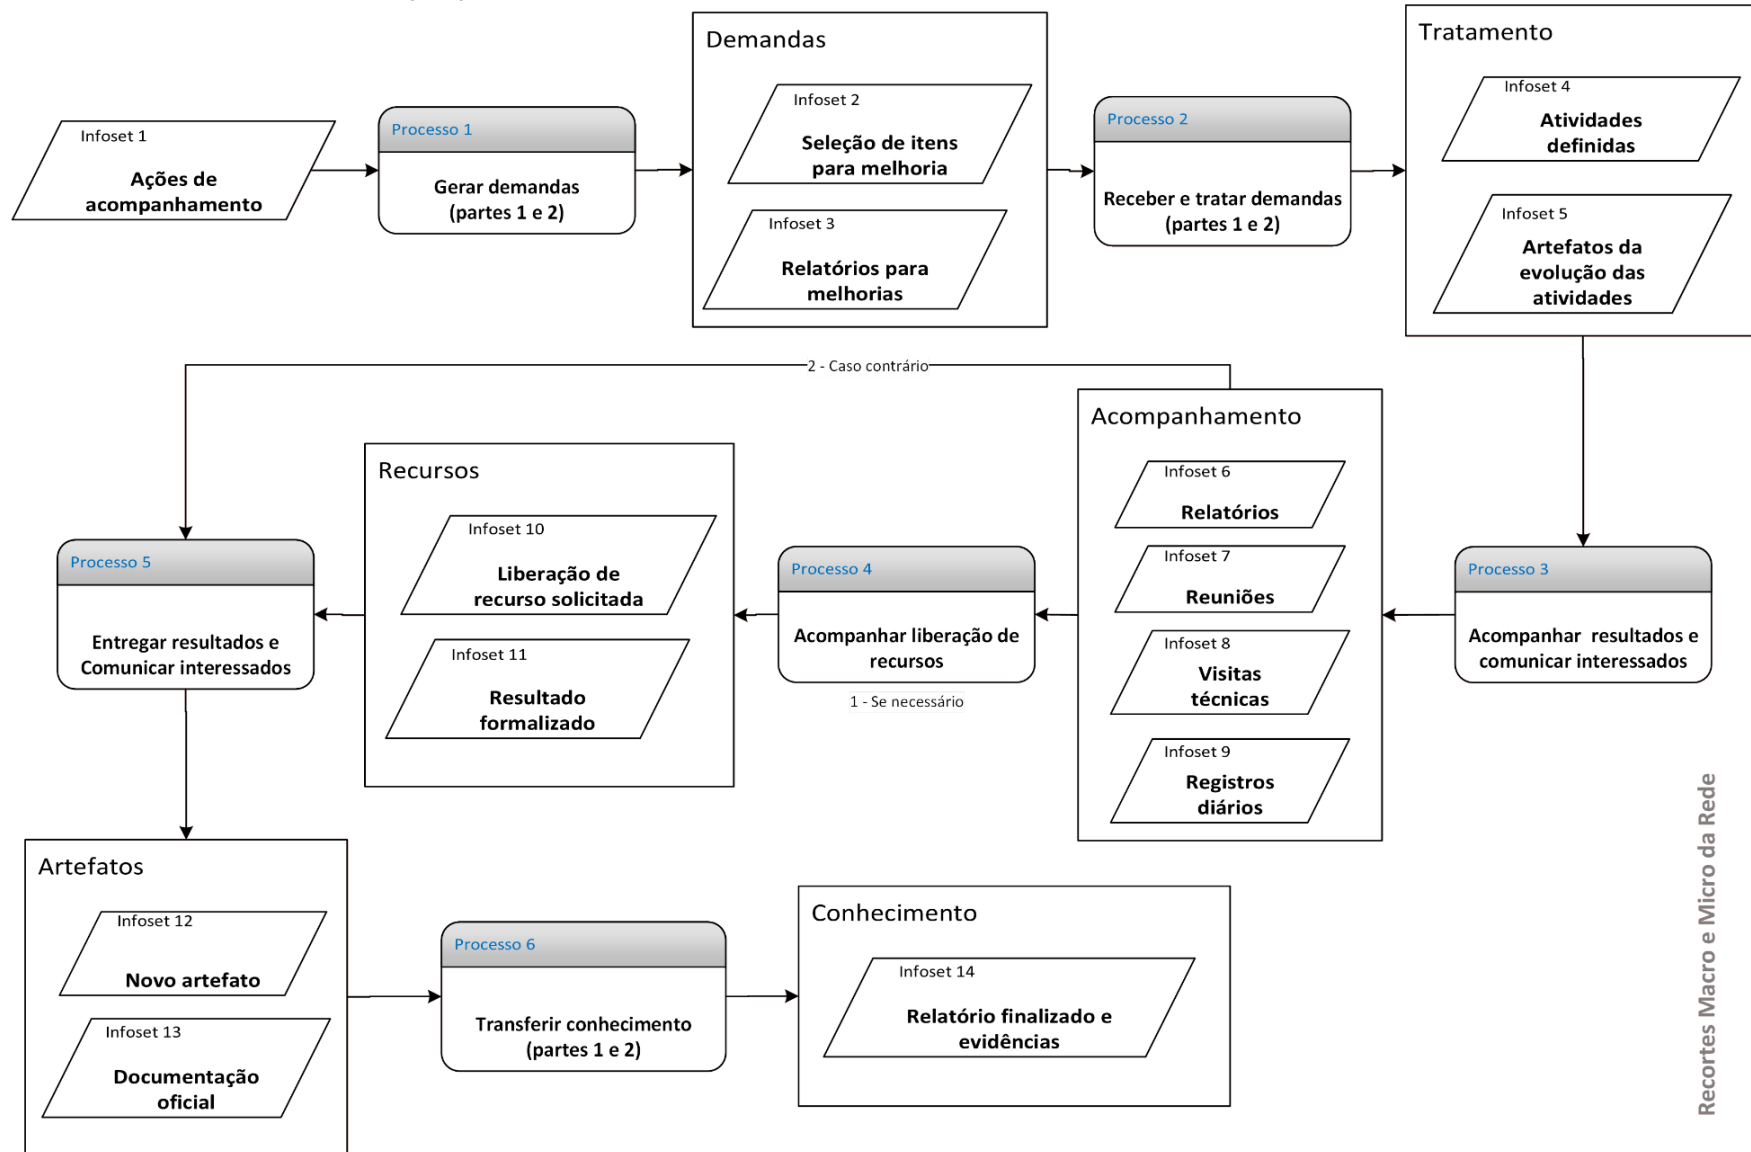 Demandas
Tratamento
Infoset 1
Ações de
acompanhamento
Processo 1
Gerar demandas
(partes 1 e 2)
Infoset 2
Seleção de itens
para melhoria
Infoset 3
Relatórios para
melhorias
Processo 2
Receber e tratar demandas
(partes 1 e 2)
Infoset 4
Atividades
definidas
Infoset 5
Artefatos da
evolução das
atividades
2 - Caso contrário
Processo 5
Entregar resultados e
Comunicar interessados
Recursos
Infoset 10
Liberação de
recurso solicitada
Infoset 11
Resultado
formalizado
Processo 4
Acompanhar liberação de
recursos
1 - Se necessário
Acompanhamento
Infoset 6
Relatórios
Infoset 7
Reuniões
Infoset 8
Visitas
técnicas
Infoset 9
Registros
diários
Processo 3
Acompanhar resultados e
comunicar interessados
Artefatos
Infoset 12
Novo artefato
Infoset 13
Documentação
oficial
Processo 6
Transferir conhecimento
(partes 1 e 2)
Conhecimento
Infoset 14
Relatório finalizado e
evidências
Recortes Macro e Micro da Rede